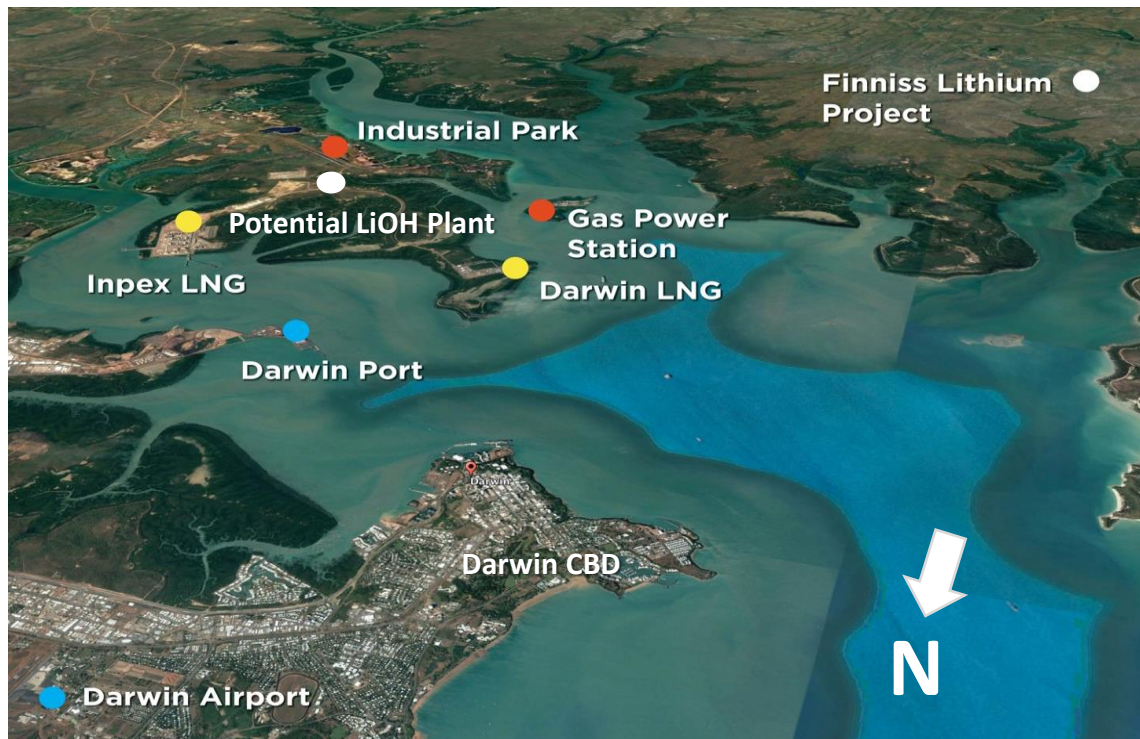 Finniss Lithium
Project
Industrial Park
Potential LiOH Plant
Gas Power
Station
Inpex LNG
Darwin LNG
Darwin Port
Darwin
Darwin CBD
N
Darwin Airport